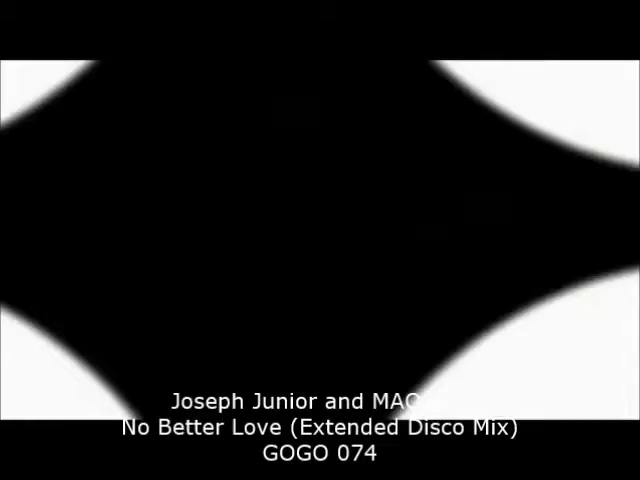 Joseph Junior and
No Better Love (Extended Disco Mix)
GOGO 074